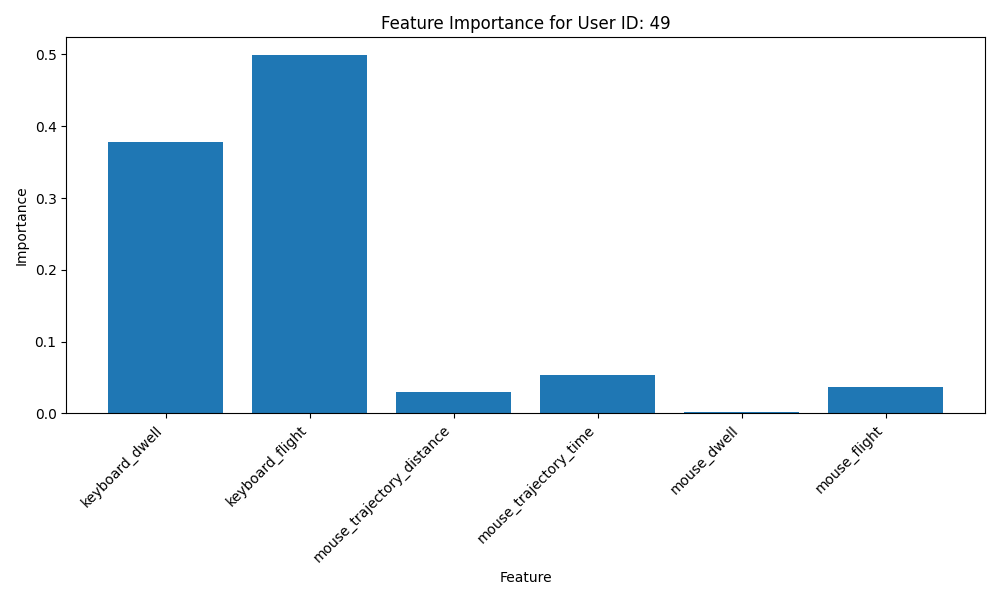 Feature Importance for User ID: 49
0.5
0.4
0.3
0.2
0.1
0.0
Importance
keyboard_dwell
keyboard_flight
mouse_trajectory_distance
mouse_trajectory_time
mouse_dwell
mouse_flight
Feature